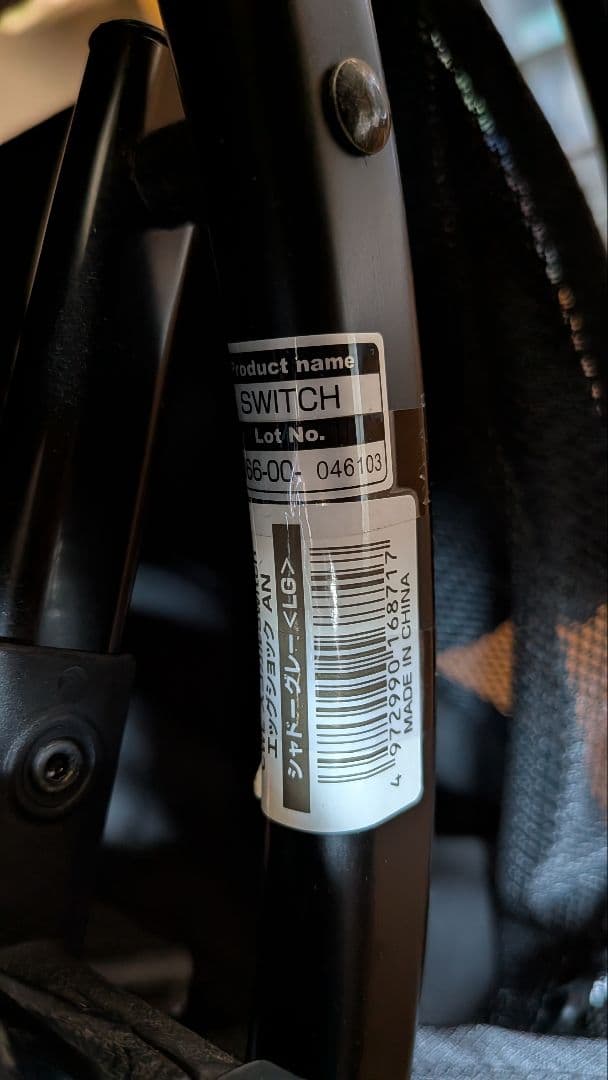 Product name
SWITCH
Lot No.
66-00- 046103
エッグショック AN
シャドーグレー<LG>
4 972990 168717
MADE IN CHINA